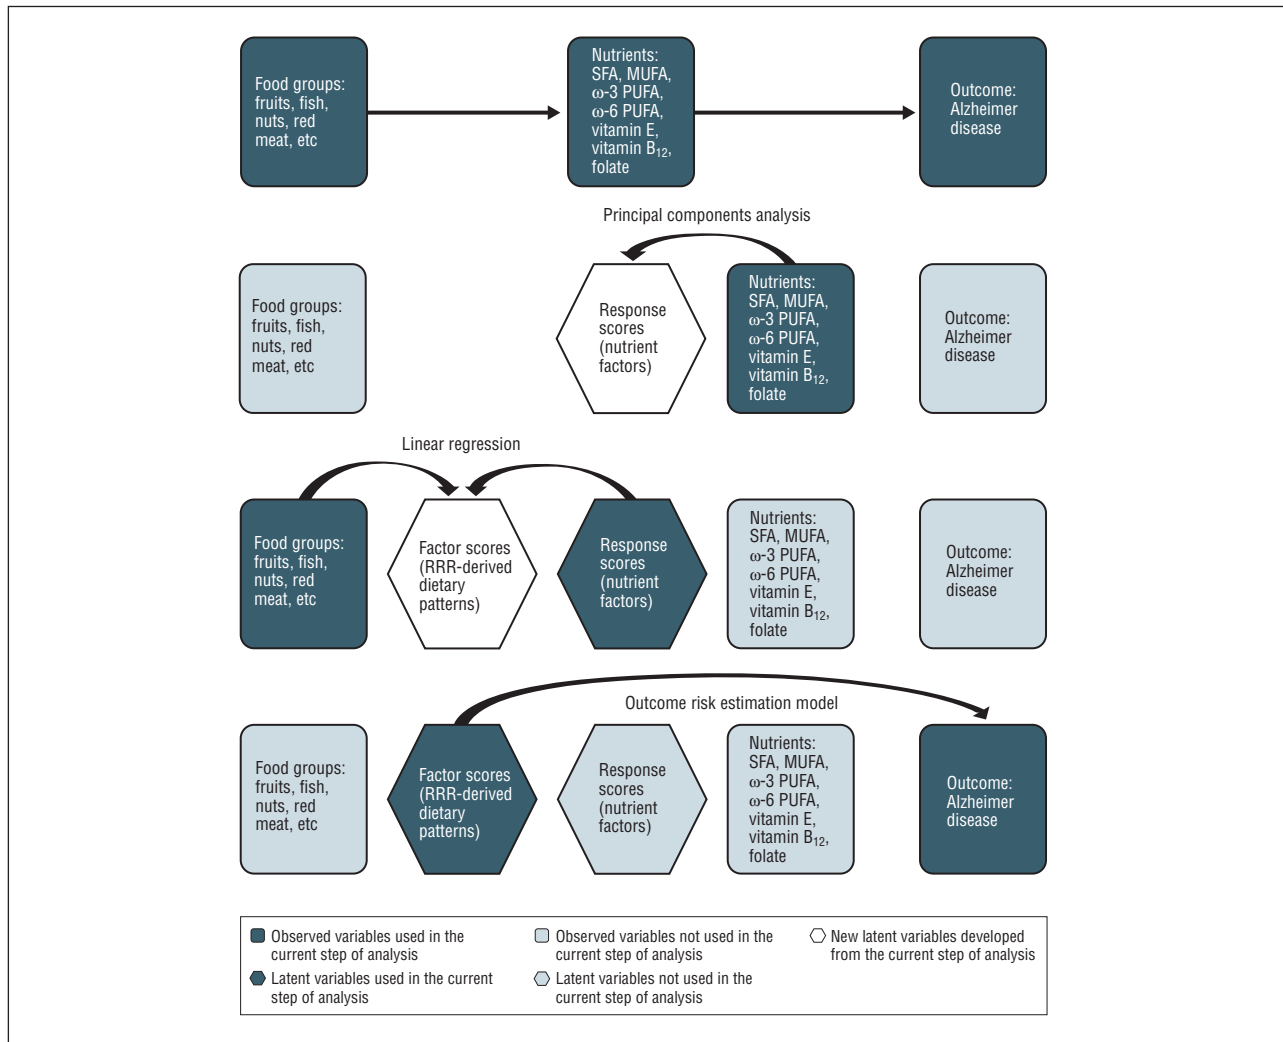 Food groups:
fruits, fish,
nuts, red
meat, etc
Nutrients:
SFA, MUFA,
ω-3 PUFA,
ω-6 PUFA,
vitamin E,
vitamin B12,
folate
Outcome:
Alzheimer
disease
Principal components analysis
Food groups:
fruits, fish,
nuts, red
meat, etc
Response
scores
(nutrient
factors)
Nutrients:
SFA, MUFA,
ω-3 PUFA,
ω-6 PUFA,
vitamin E,
vitamin B12,
folate
Outcome:
Alzheimer
disease
Linear regression
Food groups:
fruits, fish,
nuts, red
meat, etc
Factor scores
(RRR-derived
dietary
patterns)
Response
scores
(nutrient
factors)
Nutrients:
SFA, MUFA,
ω-3 PUFA,
ω-6 PUFA,
vitamin E,
vitamin B12,
folate
Outcome:
Alzheimer
disease
Outcome risk estimation model
Food groups:
fruits, fish,
nuts, red
meat, etc
Factor scores
(RRR-derived
dietary
patterns)
Response
scores
(nutrient
factors)
Nutrients:
SFA, MUFA,
ω-3 PUFA,
ω-6 PUFA,
vitamin E,
vitamin B12,
folate
Outcome:
Alzheimer
disease
Observed variables used in the
current step of analysis
Observed variables not used in the
current step of analysis
New latent variables developed
from the current step of analysis
Latent variables used in the current
step of analysis
Latent variables not used in the
current step of analysis